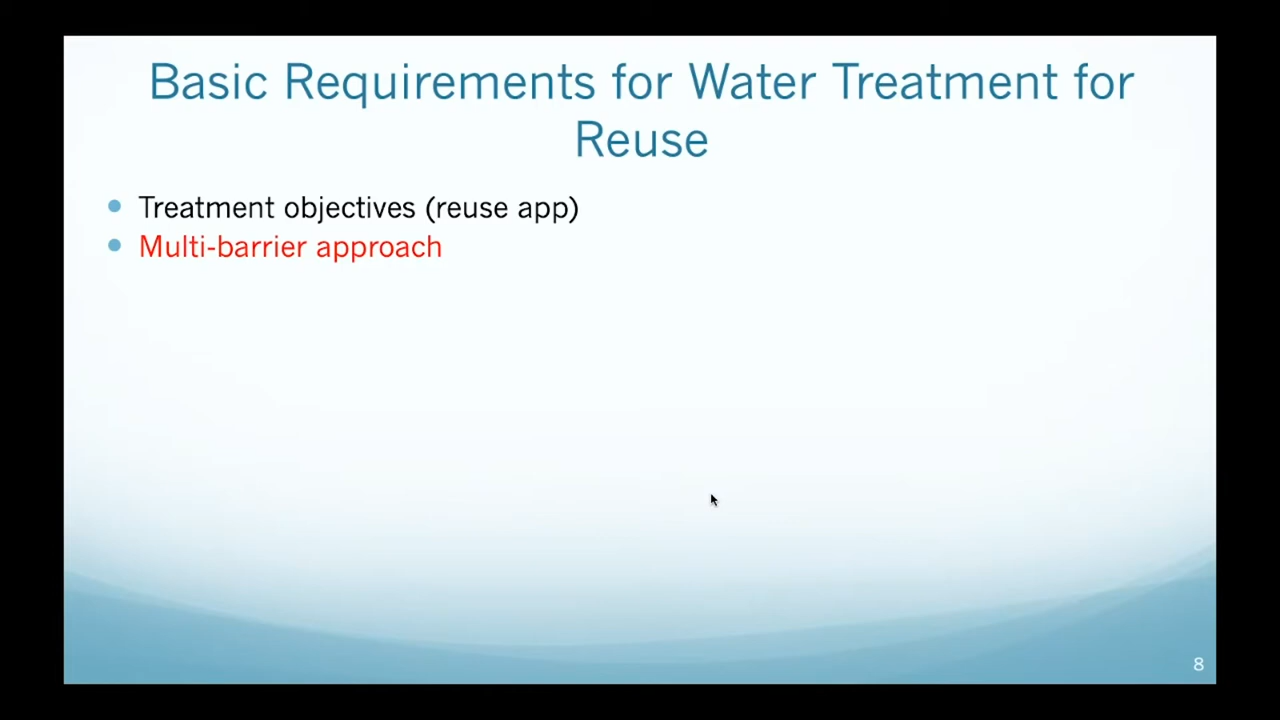 Basic Requirements for Water Treatment for
Reuse
Treatment objectives (reuse app)
Multi-barrier approach
8